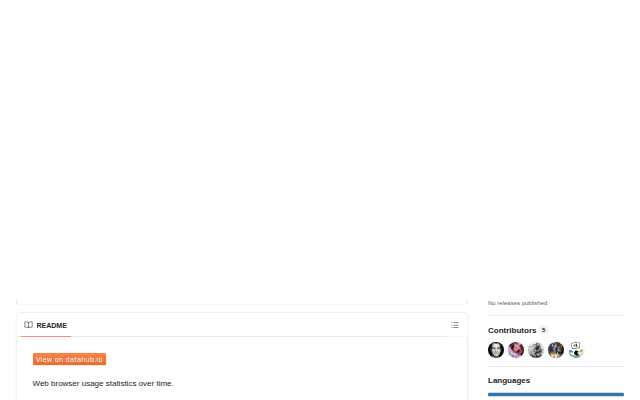 No releases published
README
Contributors 5
View on datahub.io
Languages
Web browser usage statistics over time.